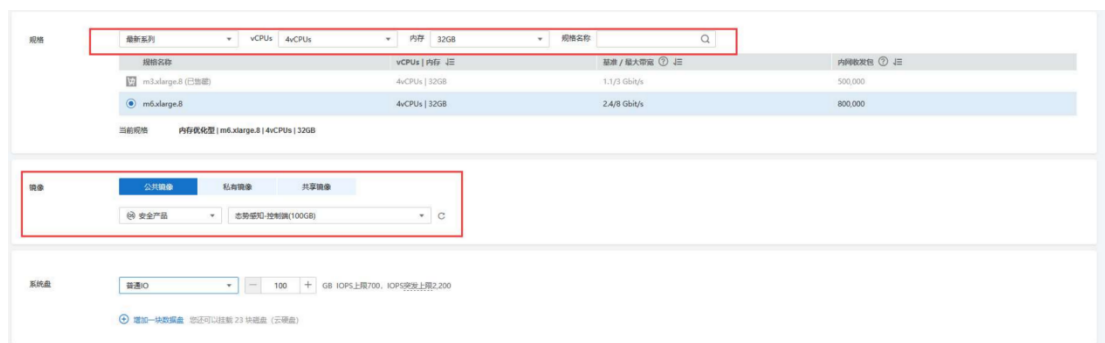 规格 最新系列 vCPUs 4vCPUs 内存 32GB 规格名称
规格名称 vCPUs | 内存 基准 / 最大带宽 内网收发包
m3.xlarge.8 (已售罄) 4vCPUs | 32GB 1.1/3 Gbit/s 500,000
m6.xlarge.8 4vCPUs | 32GB 2.4/8 Gbit/s 800,000
当前规格 内存优化型 | m6.xlarge.8 | 4vCPUs | 32GB
镜像 公共镜像 私有镜像 共享镜像
安全产品 态势感知-控制端(100GB)
系统盘 普通IO 100 GB IOPS上限700, IOPS突发上限2,200
增加一块数据盘 您还可以挂载 23 块磁盘 (云硬盘)